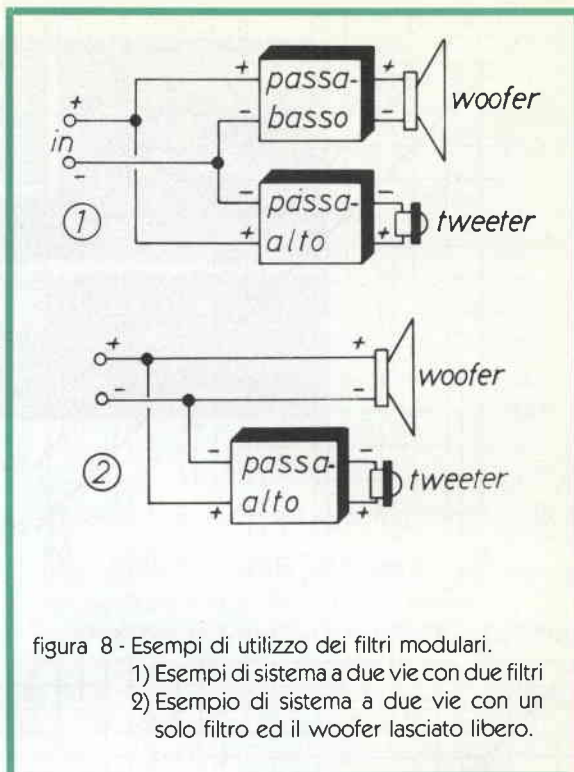 + passa- +
woofer
+
- basso -
in
-
- passa- -
tweeter
1
+ alto +
+ +
woofer
- -
- passa- -
tweeter
2
+ alto +
figura 8 - Esempi di utilizzo dei filtri modulari.
1) Esempi di sistema a due vie con due filtri
2) Esempio di sistema a due vie con un
solo filtro ed il woofer lasciato libero.